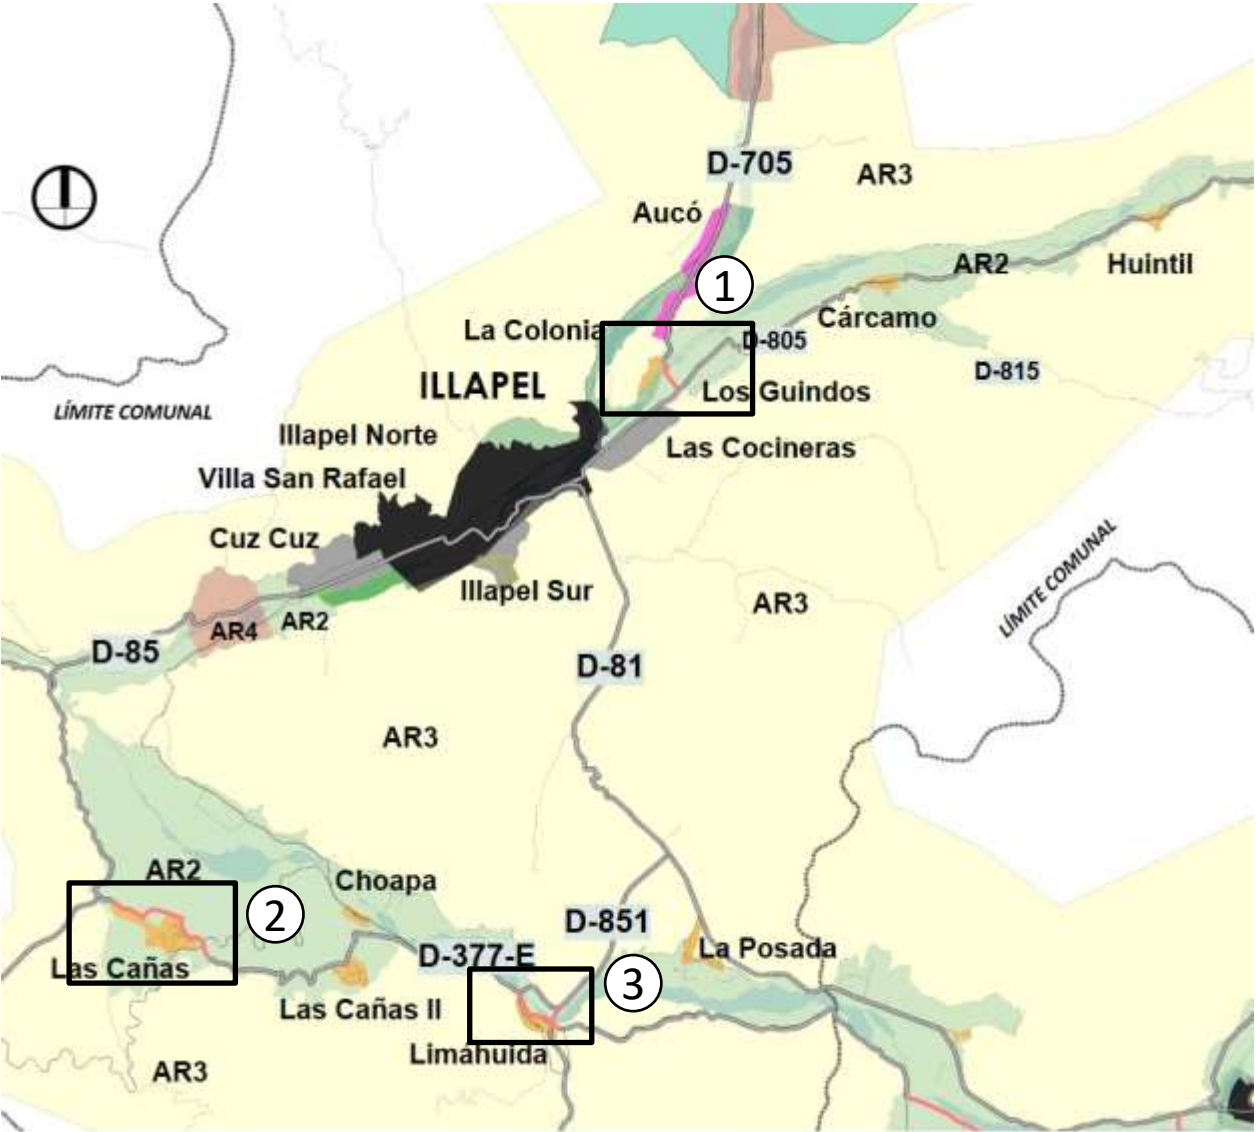 D-705
AR3
Aucó
AR2
Huintil
1
Cárcamo
La Colonia
D-805
D-815
ILLAPEL
Los Guindos
LÍMITE COMUNAL
Illapel Norte
Las Cocineras
Villa San Rafael
Cuz Cuz
LÍMITE COMUNAL
Illapel Sur
AR3
AR4
AR2
D-85
D-81
AR3
AR2
Choapa
2
D-851
La Posada
D-377-E
Las Cañas
3
Las Cañas II
Limáhuida
AR3